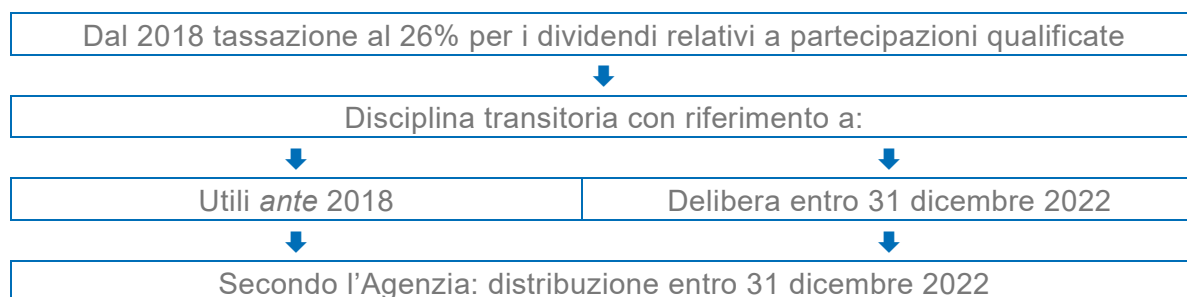 Dal 2018 tassazione al 26% per i dividendi relativi a partecipazioni qualificate
Disciplina transitoria con riferimento a:
Utili ante 2018
Delibera entro 31 dicembre 2022
Secondo l’Agenzia: distribuzione entro 31 dicembre 2022